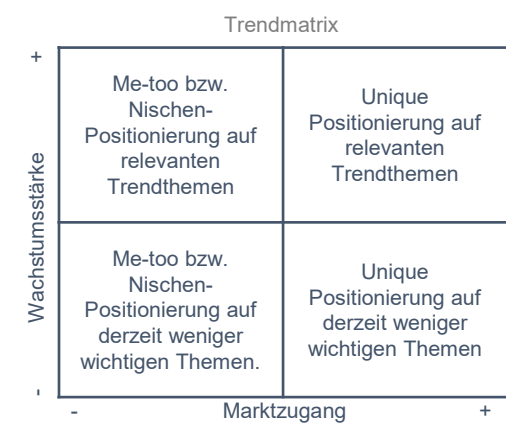 Trendmatrix
+
Me-too bzw.
Nischen-
Positionierung auf
relevanten
Trendthemen
Unique
Positionierung auf
relevanten
Trendthemen
Wachstumsstärke
Me-too bzw.
Nischen-
Positionierung auf
derzeit weniger
wichtigen Themen.
Unique
Positionierung auf
derzeit weniger
wichtigen Themen
-
-
Marktzugang
+